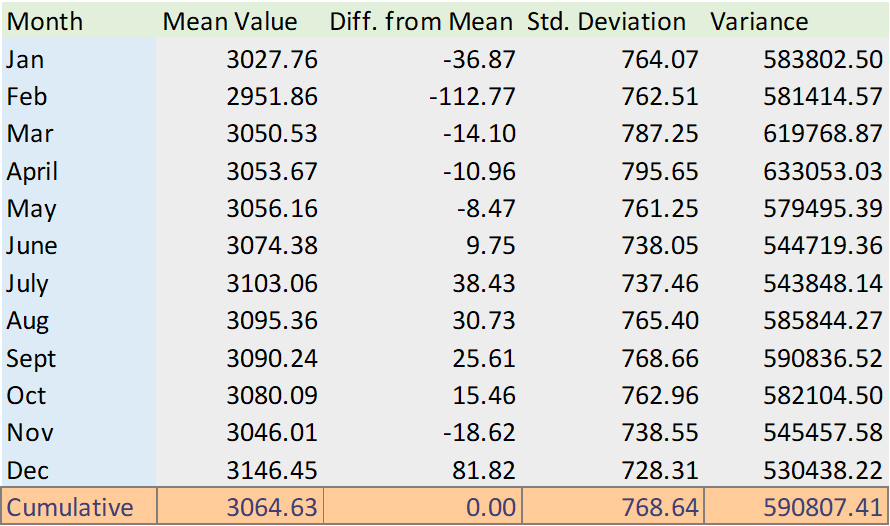 Month Mean Value Diff. from Mean Std. Deviation Variance
Jan 3027.76 -36.87 764.07 583802.50
Feb 2951.86 -112.77 762.51 581414.57
Mar 3050.53 -14.10 787.25 619768.87
April 3053.67 -10.96 795.65 633053.03
May 3056.16 -8.47 761.25 579495.39
June 3074.38 9.75 738.05 544719.36
July 3103.06 38.43 737.46 543848.14
Aug 3095.36 30.73 765.40 585844.27
Sept 3090.24 25.61 768.66 590836.52
Oct 3080.09 15.46 762.96 582104.50
Nov 3046.01 -18.62 738.55 545457.58
Dec 3146.45 81.82 728.31 530438.22
Cumulative 3064.63 0.00 768.64 590807.41